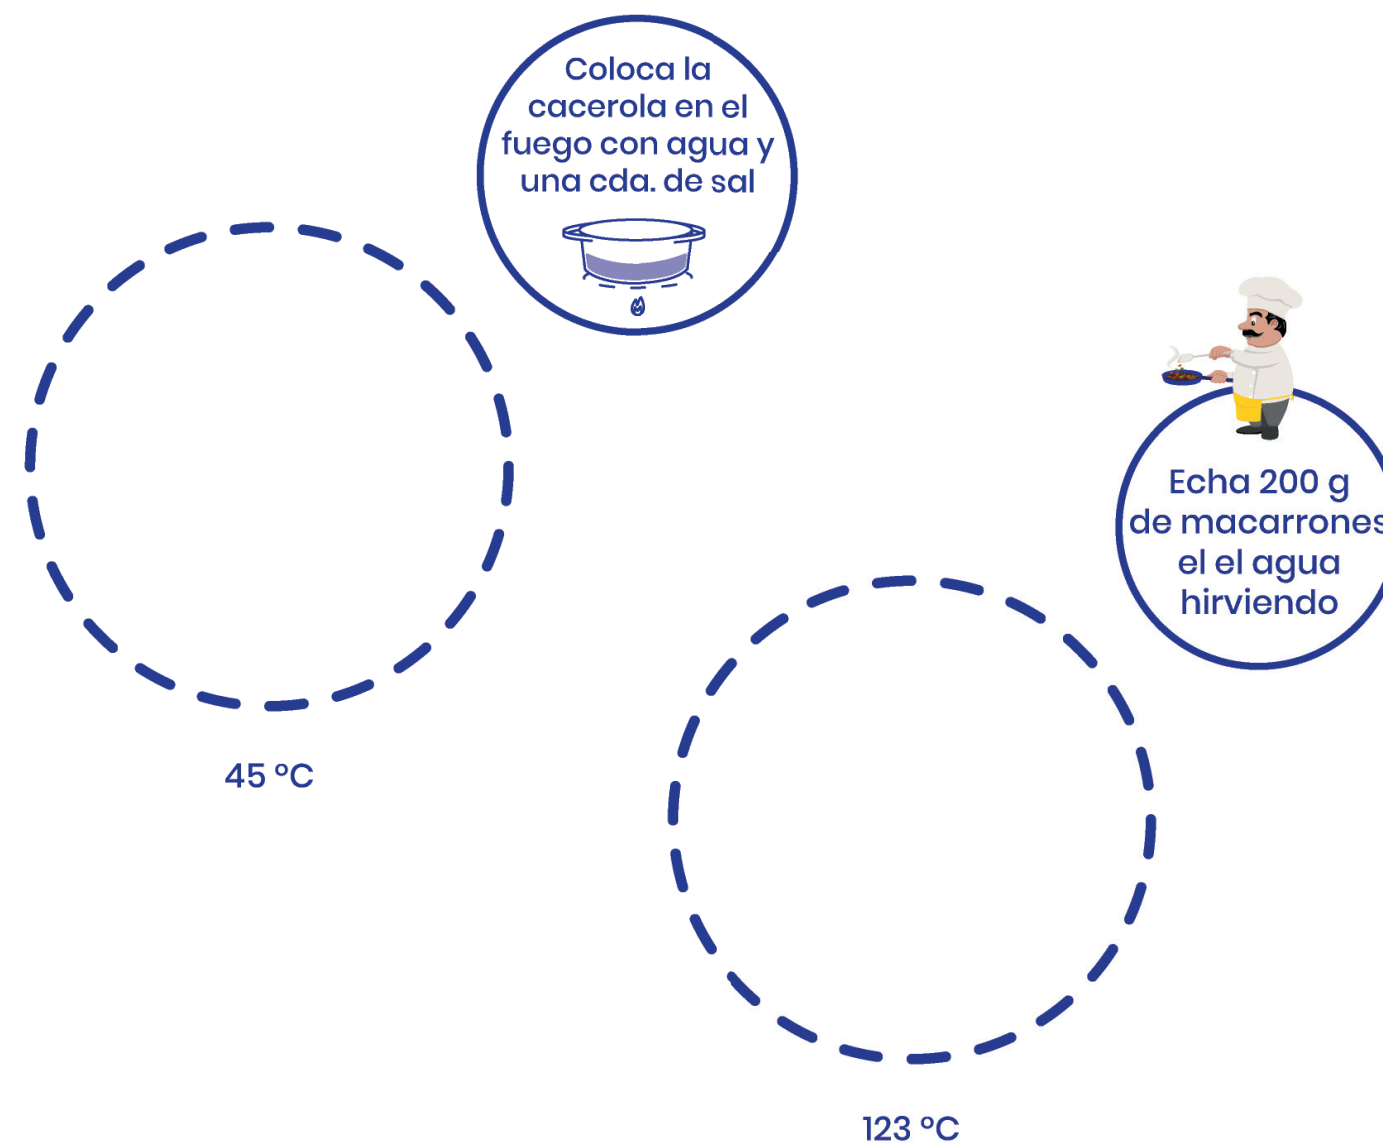 Coloca la
cacerola en el
fuego con agua y
una cda. de sal
45 °C
Echa 200 g
de macarrones
el el agua
hirviendo
123 °C